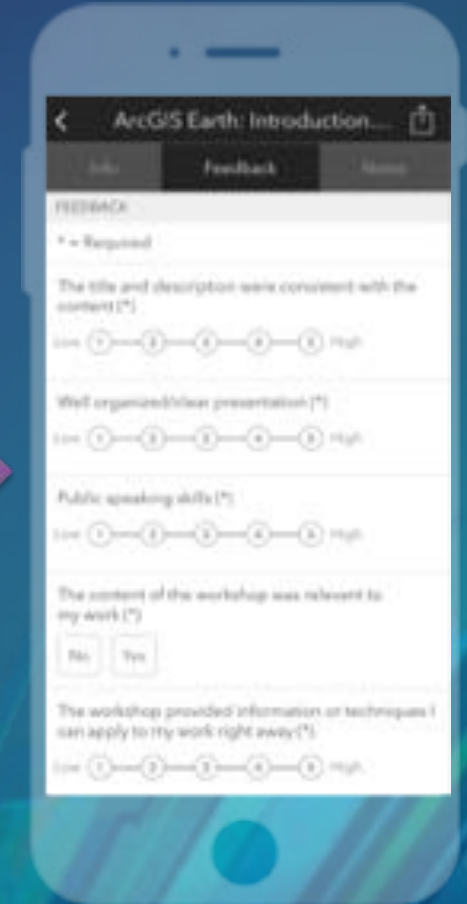 ArcGIS Earth: Introduction...
Info Feedback Notes
FEEDBACK
* = Required
The title and description were consistent with the
content (*)
Low 1 2 3 4 5 High
Well organized/clear presentation (*)
Low 1 2 3 4 5 High
Public speaking skills (*)
Low 1 2 3 4 5 High
The content of the workshop was relevant to
my work (*)
No Yes
The workshop provided information or techniques I
can apply to my work right away (*)
Low 1 2 3 4 5 High